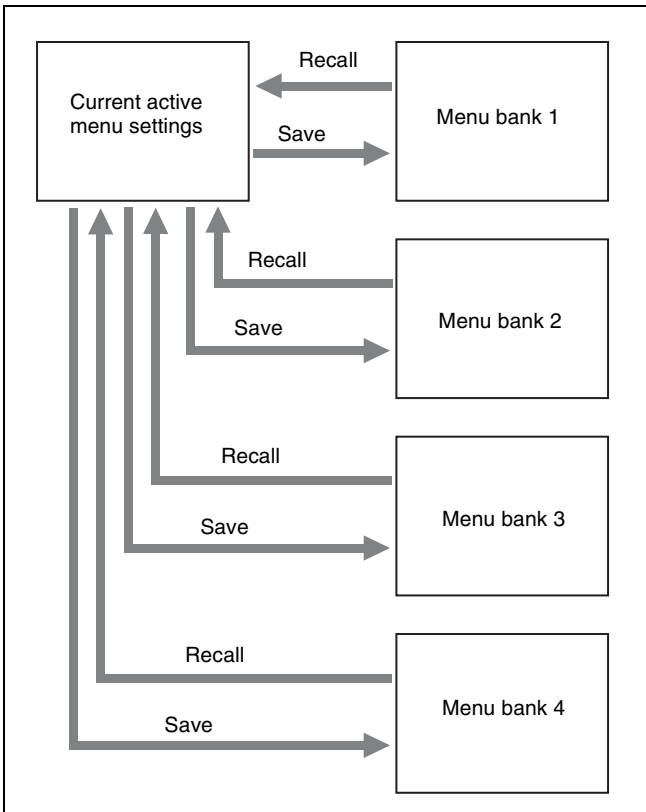 Recall
Current active
menu settings
Menu bank 1
Save
Recall
Menu bank 2
Save
Recall
Menu bank 3
Save
Recall
Menu bank 4
Save